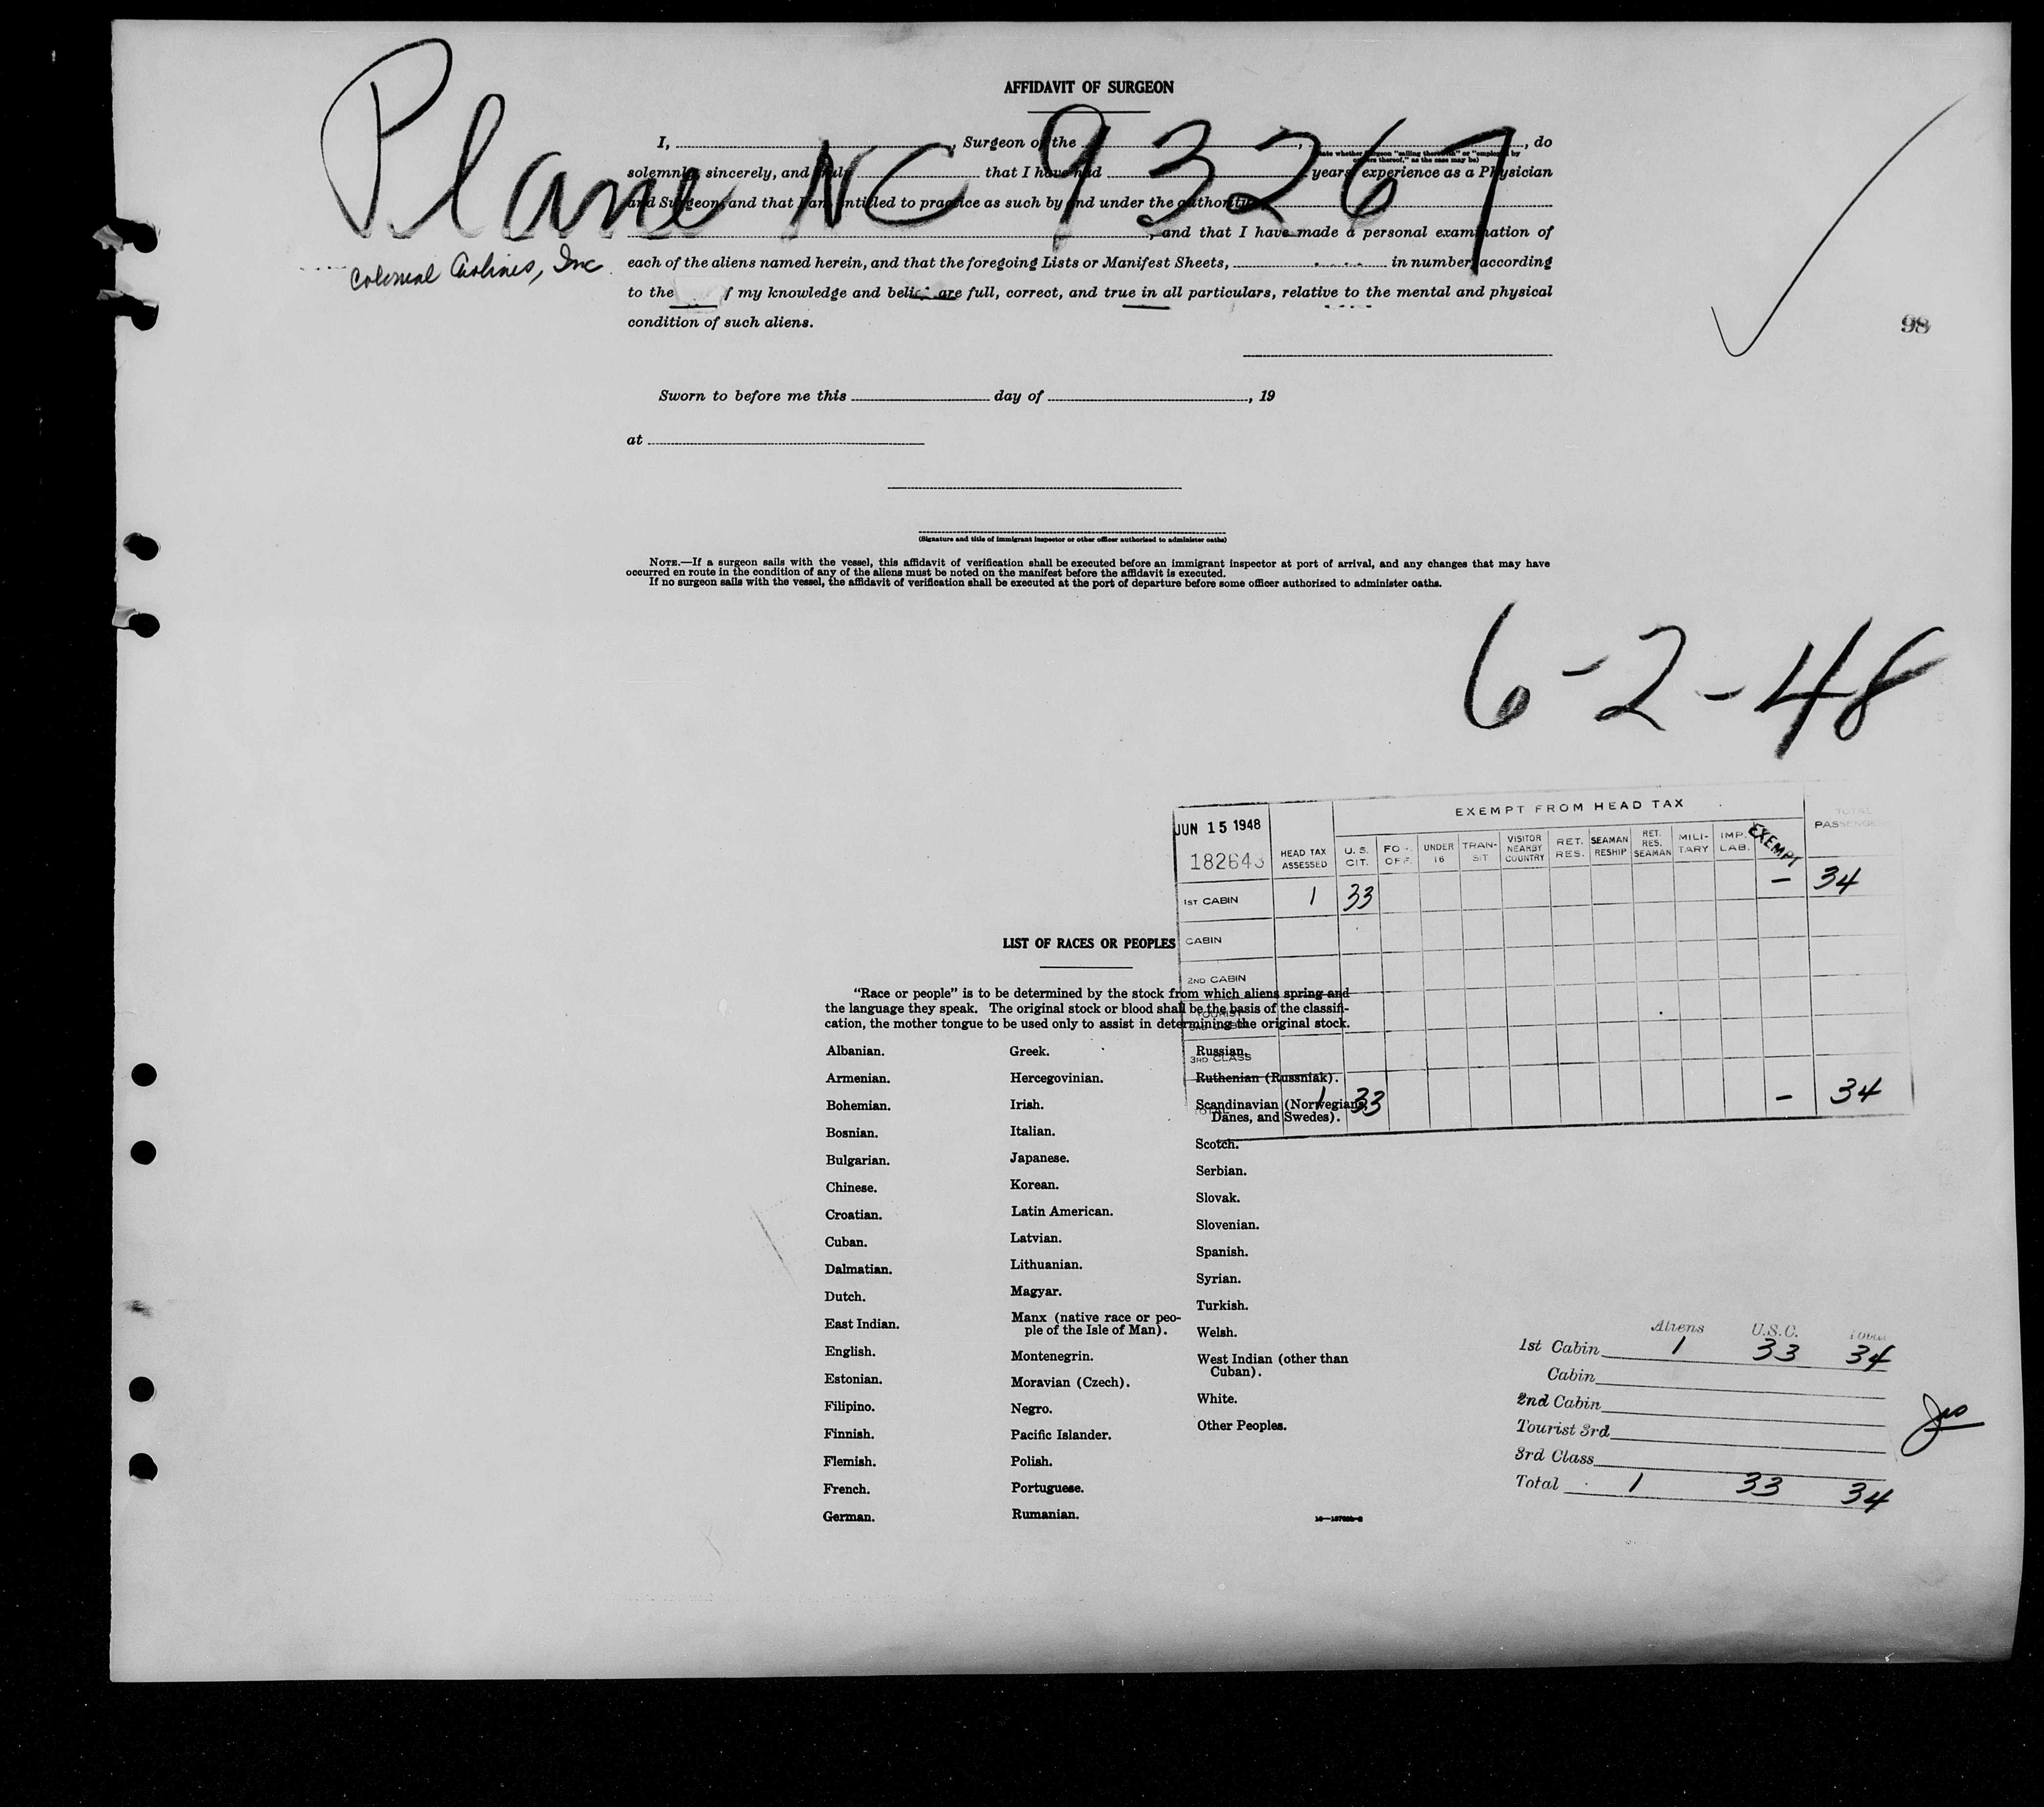 Plane NC 93267
Colonial Airlines, Inc.
AFFIDAVIT OF SURGEON
I, , Surgeon of the , , do
solemnly, sincerely, and that I have had years' experience as a Physician
and Surgeon, and that I am entitled to practice as such by and under the authority
, and that I have made a personal examination of
each of the aliens named herein, and that the foregoing Lists or Manifest Sheets, in number, according
to the f my knowledge and belief are full, correct, and true in all particulars, relative to the mental and physical
condition of such aliens.
98
Sworn to before me this day of , 19
at
(Signature and title of immigrant inspector or other officer authorized to administer oaths)
NOTE.—If a surgeon sails with the vessel, this affidavit of verification shall be executed before an immigrant inspector at port of arrival, and any changes that may have
occurred en route in the condition of any of the aliens must be noted on the manifest before the affidavit is executed.
If no surgeon sails with the vessel, the affidavit of verification shall be executed at the port of departure before some officer authorized to administer oaths.
6-2-48
EXEMPT FROM HEAD TAX
JUN 15 1948
182643
HEAD TAX ASSESSED
U. S. CIT.
FOR. OFF.
UNDER 16
TRANSIT
VISITOR NEARBY COUNTRY
RET. RES.
SEAMAN RESHIP
RET. RES. SEAMAN
MILITARY
IMP. LAB.
EXEMPT
TOTAL PASSENGERS
1ST CABIN 1 33 – 34
CABIN
2ND CABIN
TOURIST
3RD CLASS
TOTAL 1 33 – 34
LIST OF RACES OR PEOPLES
"Race or people" is to be determined by the stock from which aliens spring and
the language they speak. The original stock or blood shall be the basis of the classifi-
cation, the mother tongue to be used only to assist in determining the original stock.
Albanian.
Armenian.
Bohemian.
Bosnian.
Bulgarian.
Chinese.
Croatian.
Cuban.
Dalmatian.
Dutch.
East Indian.
English.
Estonian.
Filipino.
Finnish.
Flemish.
French.
German.
Greek.
Hercegovinian.
Irish.
Italian.
Japanese.
Korean.
Latin American.
Latvian.
Lithuanian.
Magyar.
Manx (native race or peo-
ple of the Isle of Man).
Montenegrin.
Moravian (Czech).
Negro.
Pacific Islander.
Polish.
Portuguese.
Rumanian.
Russian.
Ruthenian (Russniak).
Scandinavian (Norwegians,
Danes, and Swedes).
Scotch.
Serbian.
Slovak.
Slovenian.
Spanish.
Syrian.
Turkish.
Welsh.
West Indian (other than
Cuban).
White.
Other Peoples.
Aliens U.S.C. Total
1st Cabin 1 33 34
Cabin
2nd Cabin
Tourist 3rd
3rd Class
Total 1 33 34